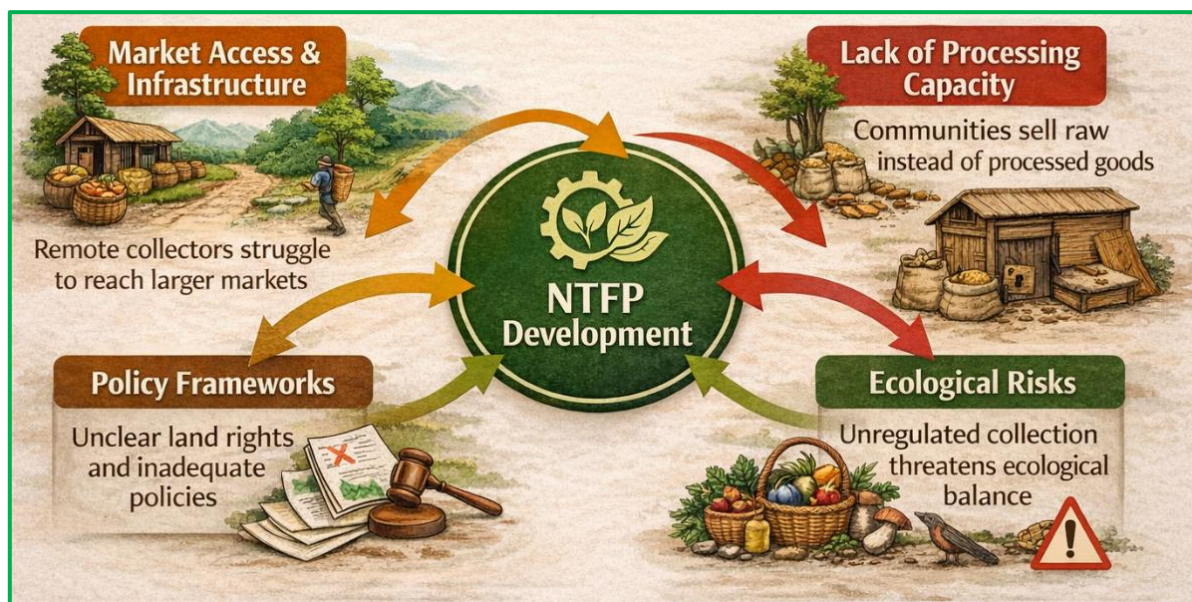 Market Access &
Infrastructure
Remote collectors struggle
to reach larger markets
Lack of Processing
Capacity
Communities sell raw
instead of processed goods
NTFP
Development
Policy Frameworks
Unclear land rights
and inadequate
policies
Ecological Risks
Unregulated collection
threatens ecological
balance